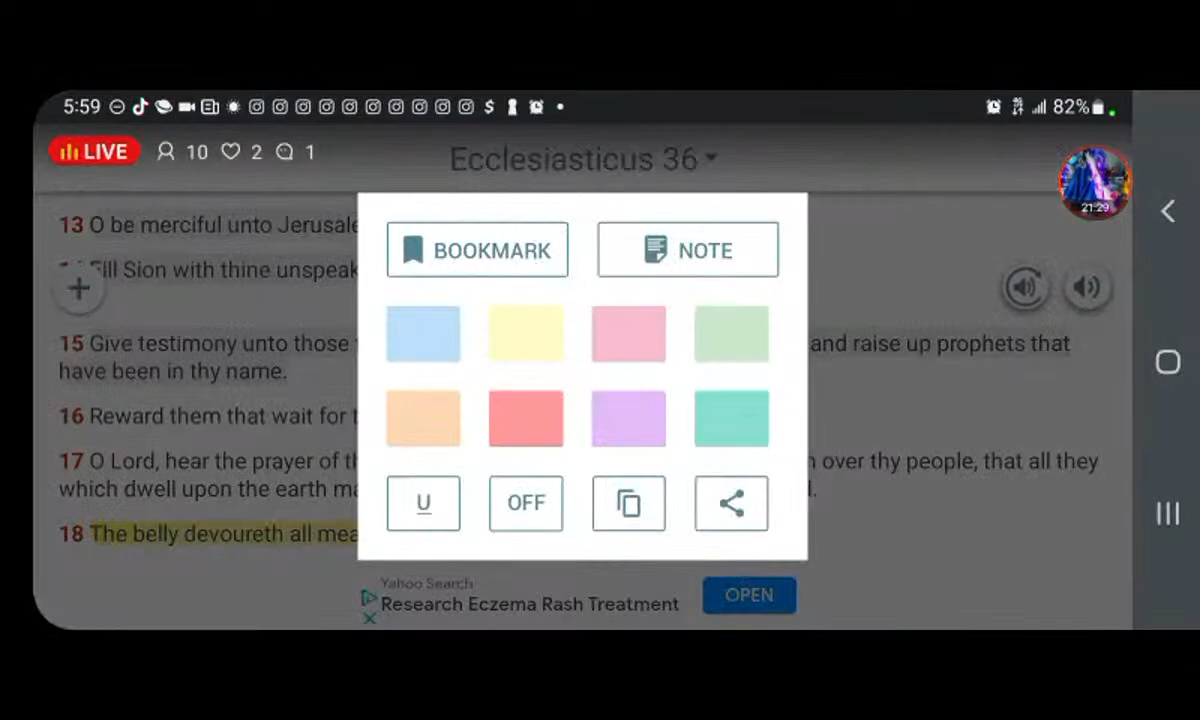 5:59 $ 82%
LIVE 10 2 1
Ecclesiasticus 36
21:29
BOOKMARK NOTE
13 O be merciful unto Jerusale
Fill Sion with thine unspeak
15 Give testimony unto those and raise up prophets that
have been in thy name.
16 Reward them that wait for
17 O Lord, hear the prayer of over thy people, that all they
which dwell upon the earth
18 The belly devoureth all mea
U OFF
Yahoo Search
Research Eczema Rash Treatment
OPEN